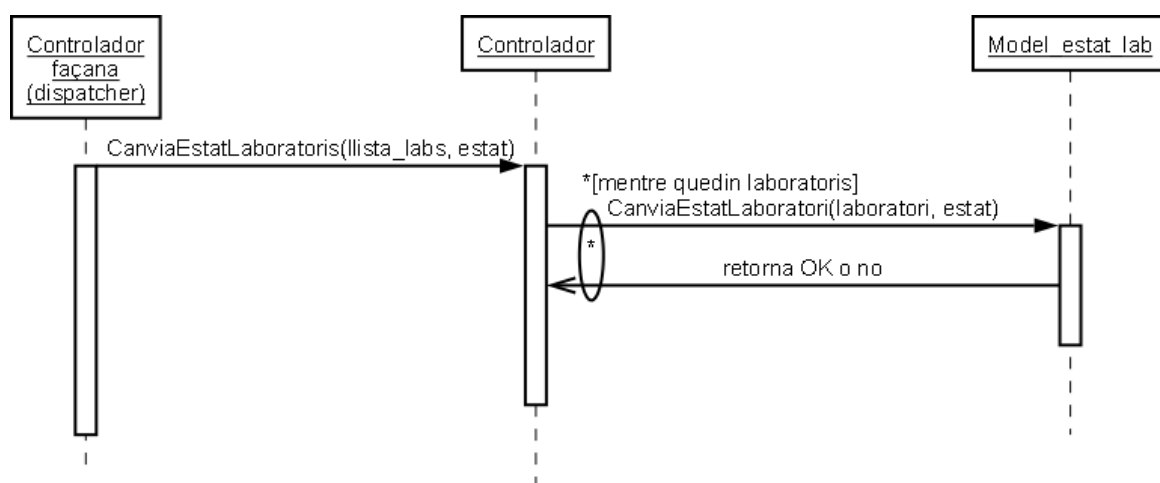 Controlador
façana
(dispatcher)
Controlador
Model_estat_lab
CanviaEstatLaboratoris(llista_labs, estat)
*[mentre quedin laboratoris]
CanviaEstatLaboratori(laboratori, estat)
*
retorna OK o no